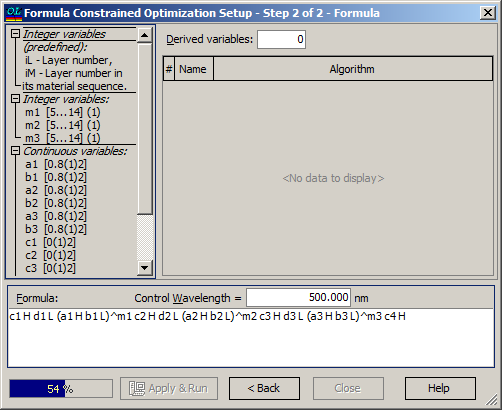 OL Formula Constrained Optimization Setup - Step 2 of 2 - Formula
Integer variables
(predefined):
iL - Layer number,
iM - Layer number in
its material sequence.
Integer variables:
m1 [5...14] (1)
m2 [5...14] (1)
m3 [5...14] (1)
Continuous variables:
a1 [0.8(1)2]
b1 [0.8(1)2]
a2 [0.8(1)2]
b2 [0.8(1)2]
a3 [0.8(1)2]
b3 [0.8(1)2]
c1 [0(1)2]
c2 [0(1)2]
c3 [0(1)2]
Derived variables: 0
# Name Algorithm
<No data to display>
Formula: Control Wavelength = 500.000 nm
c1 H d1 L (a1 H b1 L)^m1 c2 H d2 L (a2 H b2 L)^m2 c3 H d3 L (a3 H b3 L)^m3 c4 H
54 % Apply & Run < Back Close Help